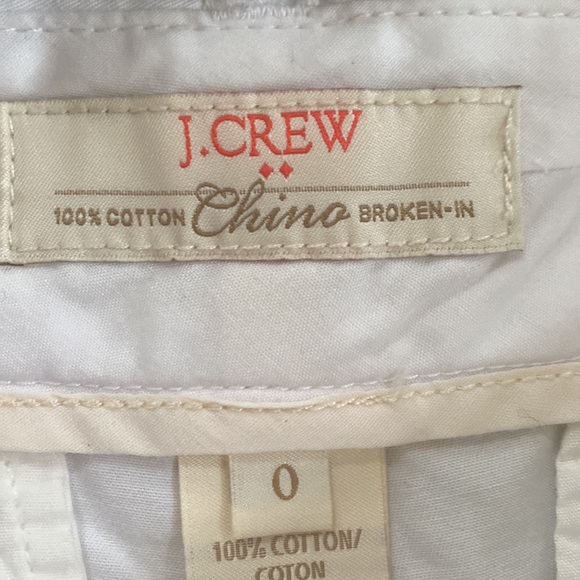 J.CREW
100% COTTON Chino BROKEN-IN
0
100% COTTON/
COTON